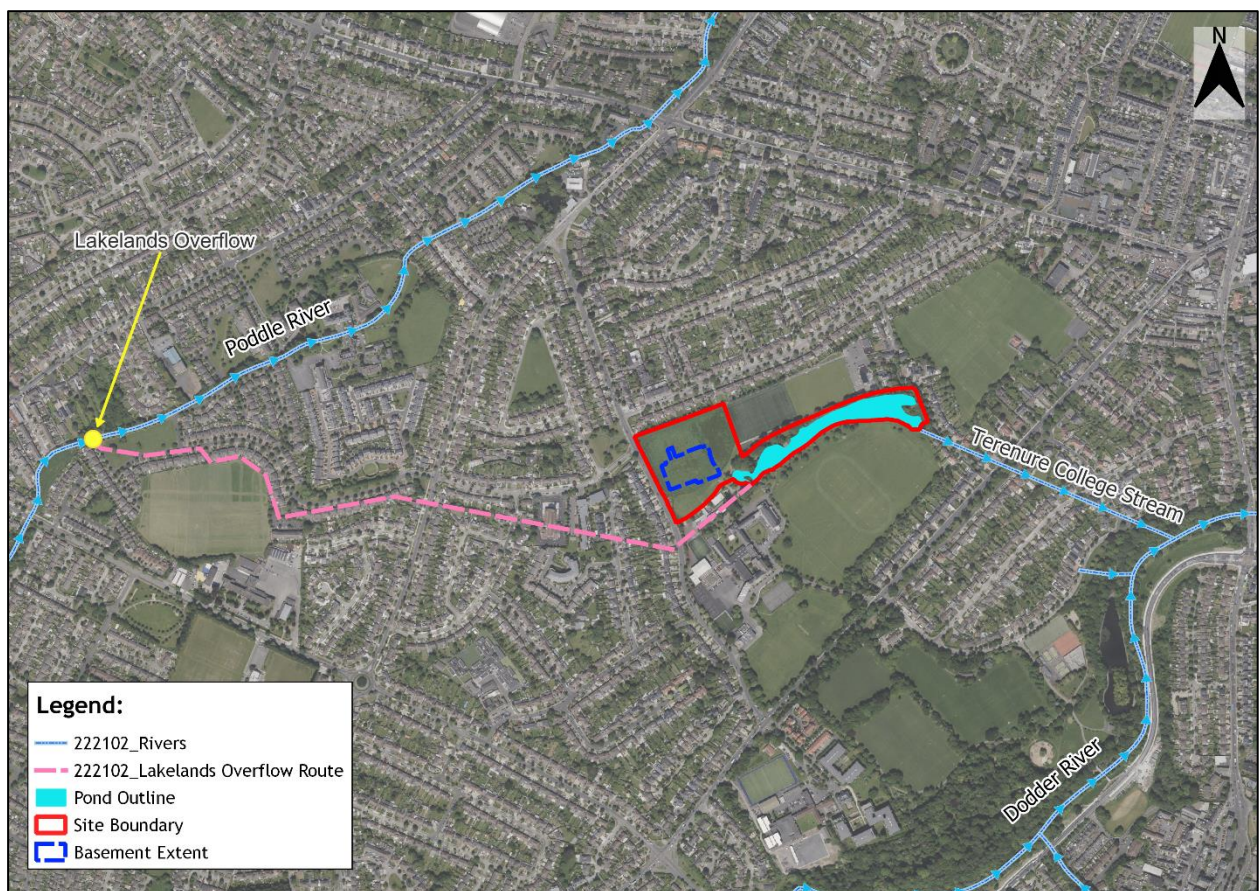 N
Lakelands Overflow
Poddle River
Terenure College Stream
Dodder River
Legend:
222102_Rivers
222102_Lakelands Overflow Route
Pond Outline
Site Boundary
Basement Extent